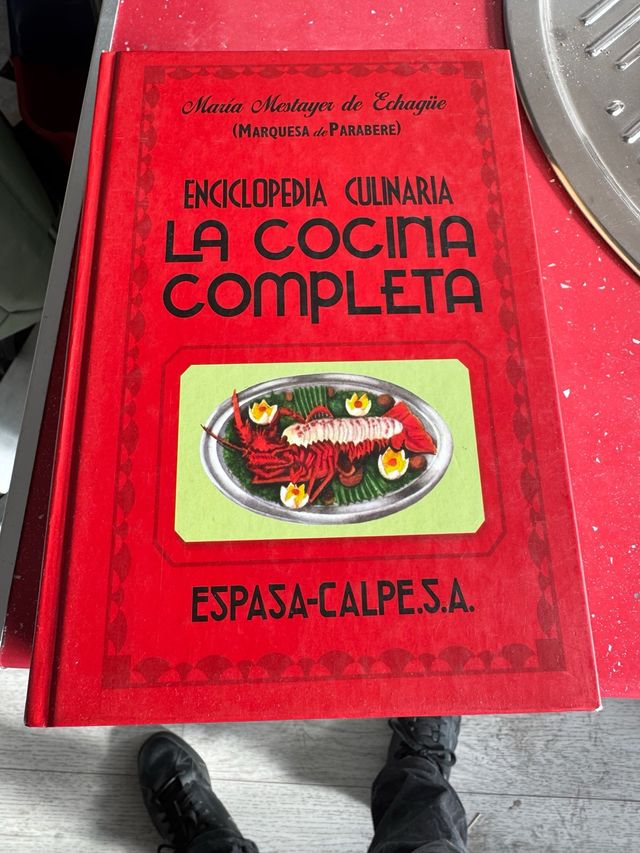 María Mestayer de Echagüe
(MARQUESA de PARABERE)
ENCICLOPEDIA CULINARIA
LA COCINA
COMPLETA
ESPASA-CALPE.S.A.